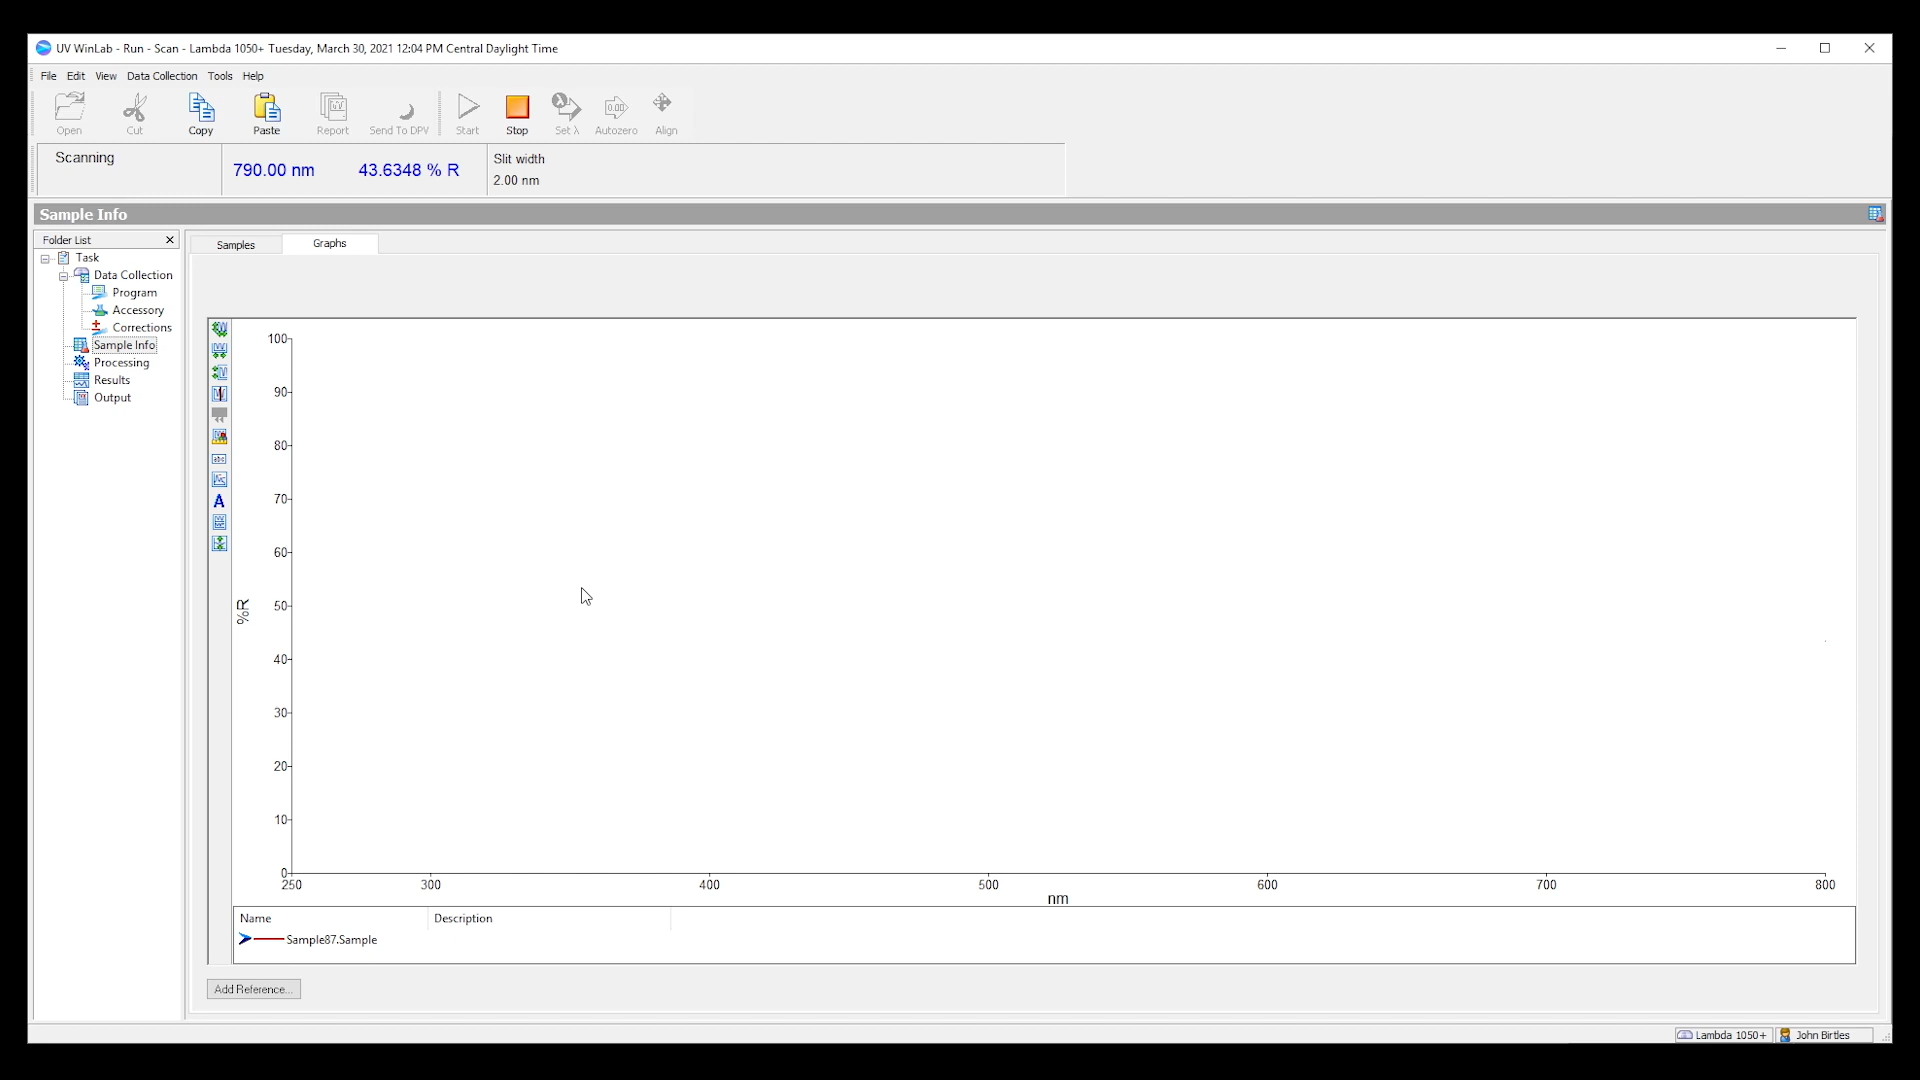 UV WinLab - Run - Scan - Lambda 1050+ Tuesday, March 30, 2021 12:04 PM Central Daylight Time
File Edit View Data Collection Tools Help
Open Cut Copy Paste Report Send To DPV Start Stop Set λ Autozero Align
Scanning
790.00 nm 43.6348 % R
Slit width
2.00 nm
Sample Info
Folder List
Task
Data Collection
Program
Accessory
Corrections
Sample Info
Processing
Results
Output
Samples Graphs
100
90
80
70
60
50
40
30
20
10
0
%R
250 300 400 500 600 700 800
nm
Name Description
Sample87.Sample
Add Reference...
Lambda 1050+ John Birtles